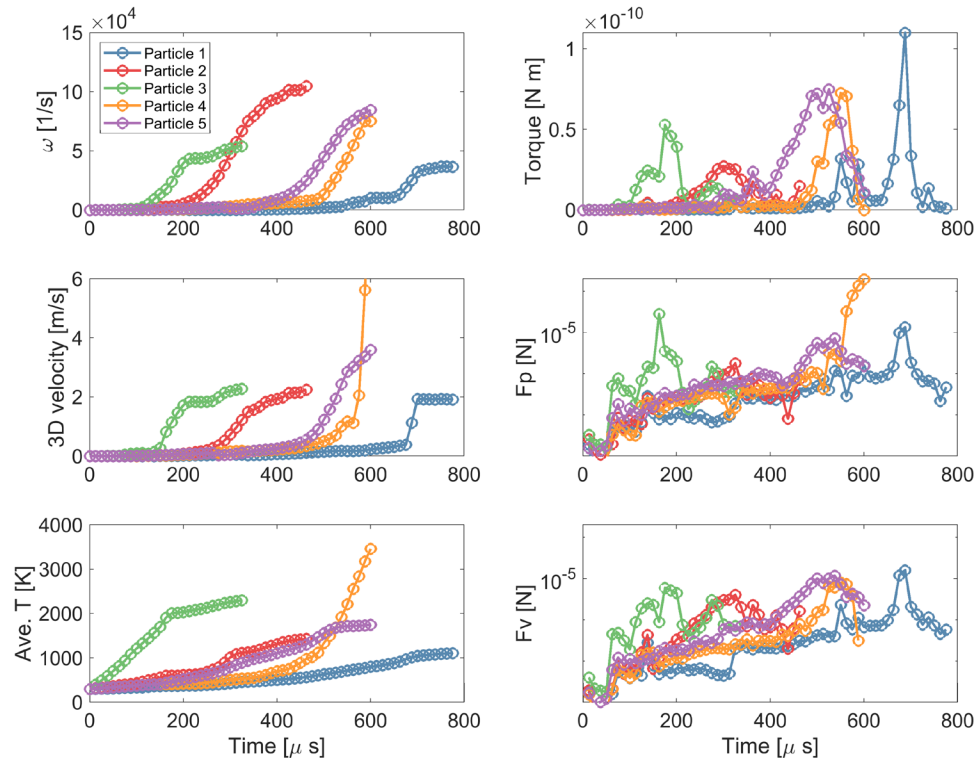 ×10⁴
15
10
5
0
ω [1/s]
Particle 1
Particle 2
Particle 3
Particle 4
Particle 5
0 200 400 600 800
×10⁻¹⁰
1
0.5
0
Torque [N m]
0 200 400 600 800
6
4
2
0
3D velocity [m/s]
0 200 400 600 800
10⁻⁵
Fp [N]
0 200 400 600 800
4000
3000
2000
1000
0
Ave. T [K]
0 200 400 600 800
Time [μ s]
10⁻⁵
Fv [N]
0 200 400 600 800
Time [μ s]